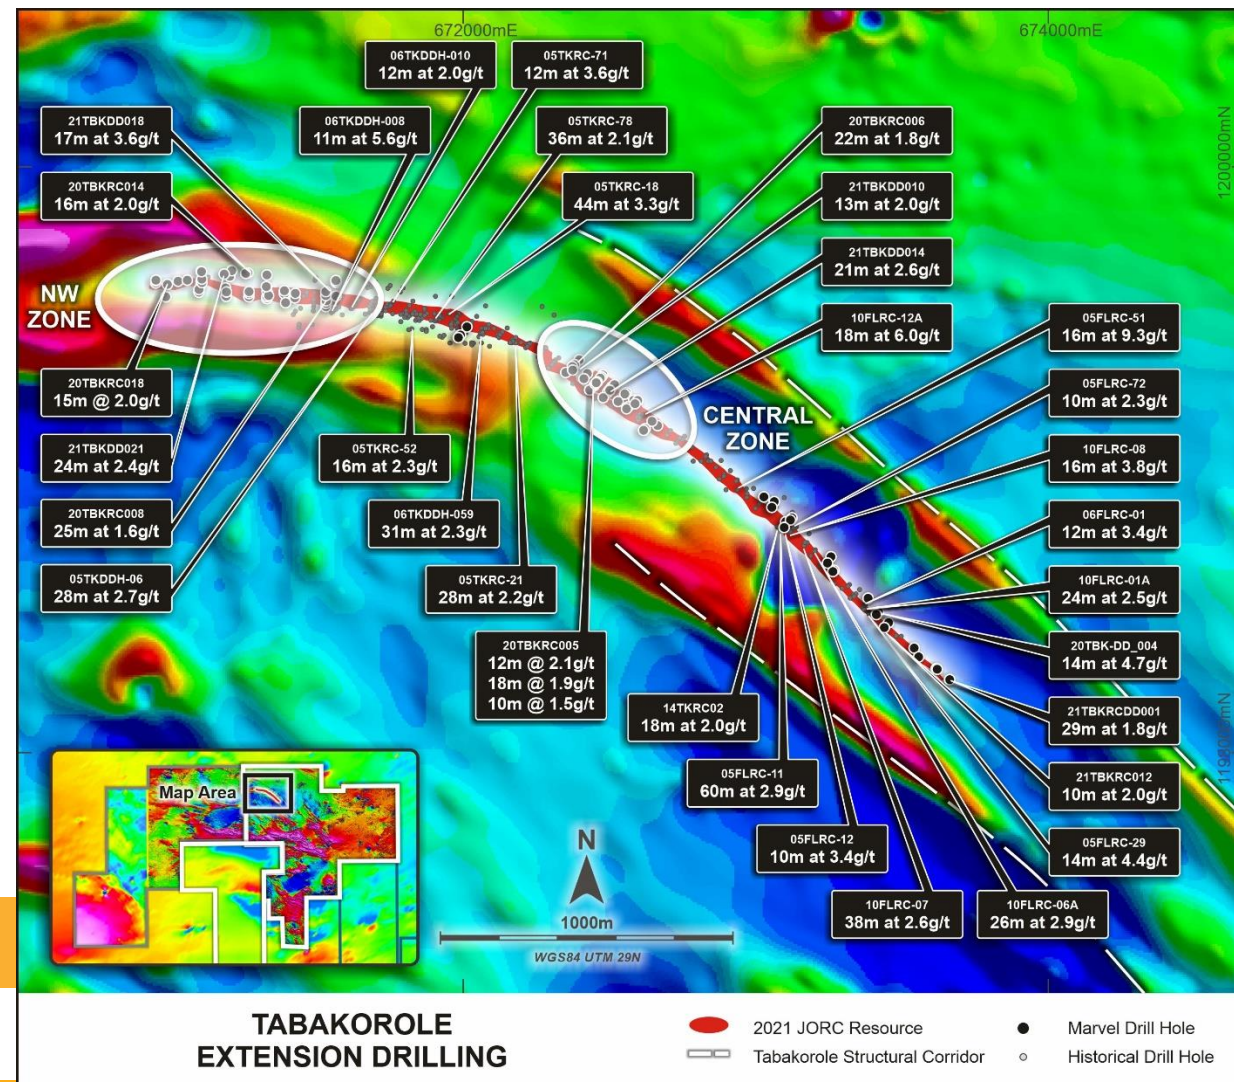 672000mE
674000mE
1200000mN
06TKDDH-010
12m at 2.0g/t
05TKRC-71
12m at 3.6g/t
21TBKDD018
17m at 3.6g/t
06TKDDH-008
11m at 5.6g/t
05TKRC-78
36m at 2.1g/t
20TBKRC006
22m at 1.8g/t
20TBKRC014
16m at 2.0g/t
05TKRC-18
44m at 3.3g/t
21TBKDD010
13m at 2.0g/t
21TBKDD014
21m at 2.6g/t
NW
ZONE
10FLRC-12A
18m at 6.0g/t
05FLRC-51
16m at 9.3g/t
20TBKRC018
15m @ 2.0g/t
05FLRC-72
10m at 2.3g/t
CENTRAL
ZONE
21TBKDD021
24m at 2.4g/t
05TKRC-52
16m at 2.3g/t
10FLRC-08
16m at 3.8g/t
20TBKRC008
25m at 1.6g/t
06TKDDH-059
31m at 2.3g/t
06FLRC-01
12m at 3.4g/t
05TKDDH-06
28m at 2.7g/t
05TKRC-21
28m at 2.2g/t
10FLRC-01A
24m at 2.5g/t
20TBKRC005
12m @ 2.1g/t
18m @ 1.9g/t
10m @ 1.5g/t
20TBK-DD_004
14m at 4.7g/t
14TKRC02
18m at 2.0g/t
21TBKRCDD001
29m at 1.8g/t
05FLRC-11
60m at 2.9g/t
21TBKRC012
10m at 2.0g/t
05FLRC-12
10m at 3.4g/t
05FLRC-29
14m at 4.4g/t
10FLRC-07
38m at 2.6g/t
10FLRC-06A
26m at 2.9g/t
Map Area
N
1000m
WGS84 UTM 29N
TABAKOROLE
EXTENSION DRILLING
2021 JORC Resource
Tabakorole Structural Corridor
Marvel Drill Hole
Historical Drill Hole